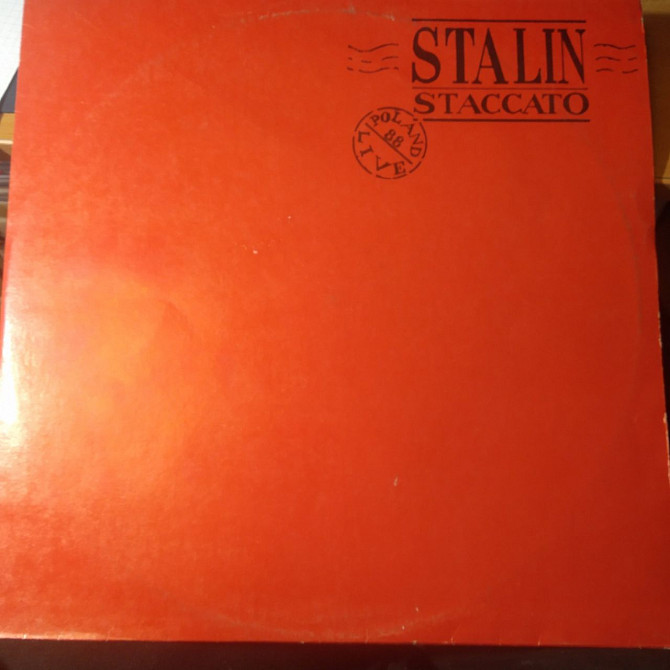 STALIN
STACCATO
POLAND
88
LIVE